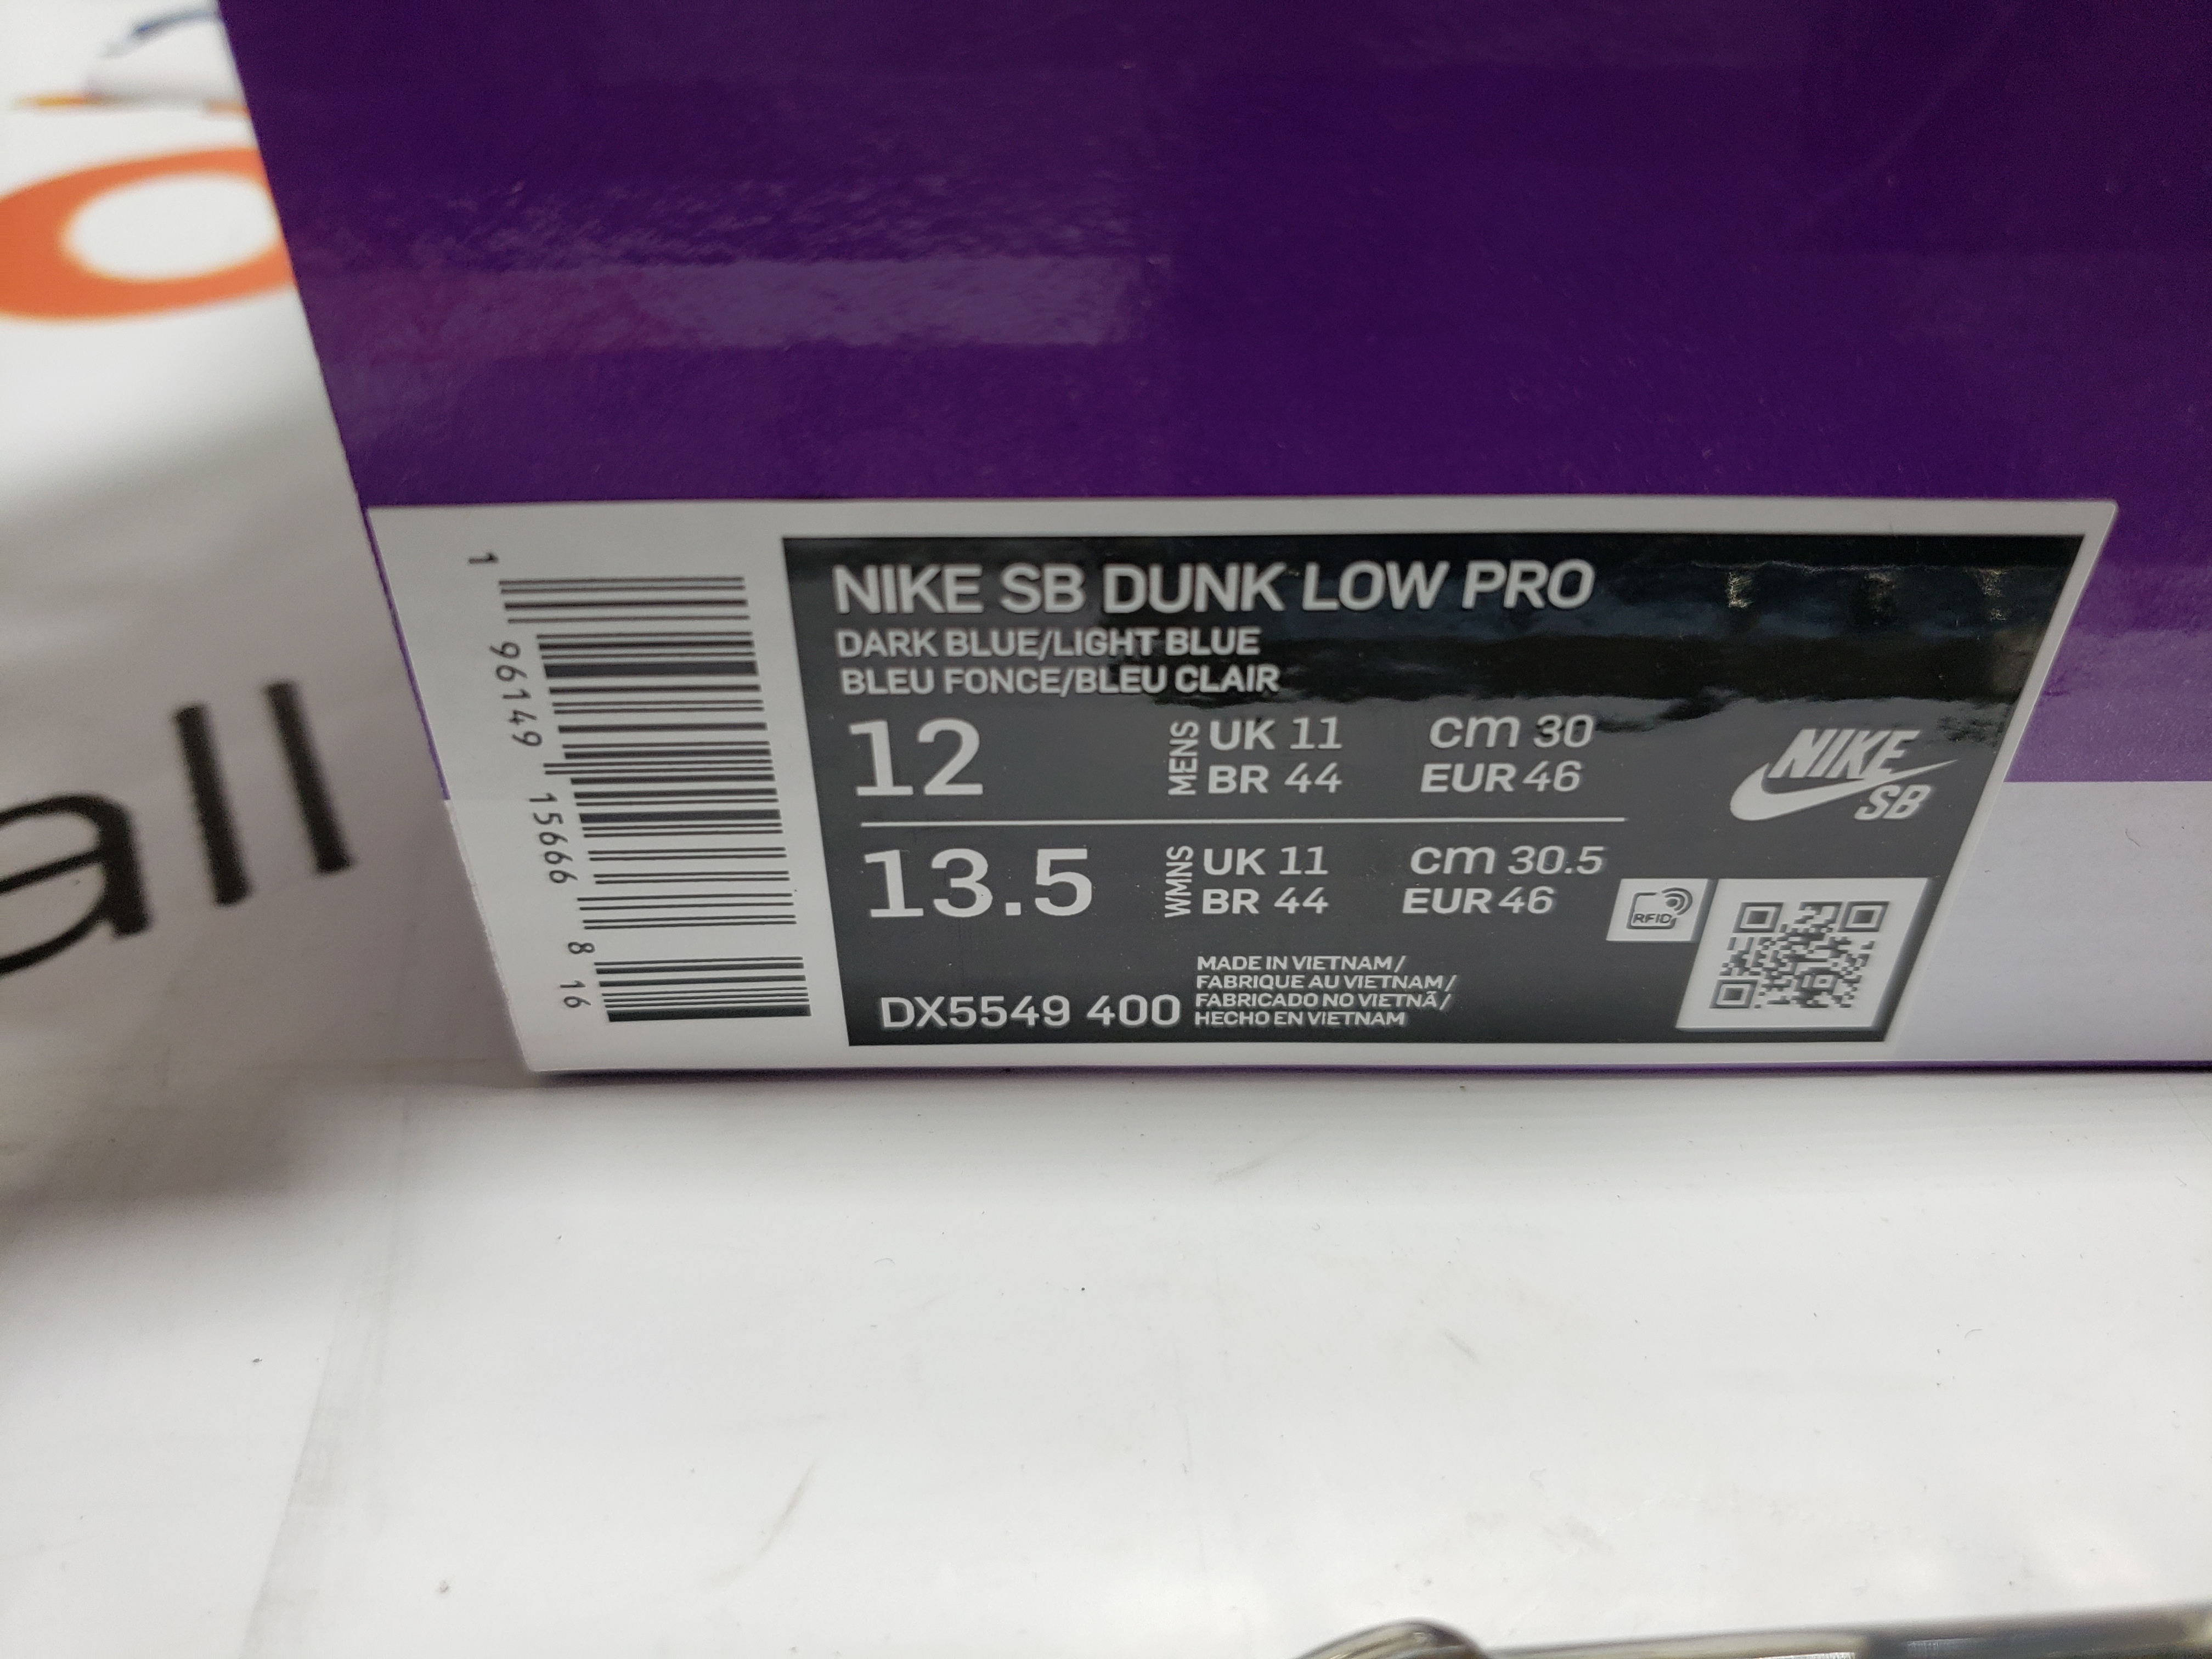 o
all
1 96149 15666 8 16
NIKE SB DUNK LOW PRO
DARK BLUE/LIGHT BLUE
BLEU FONCE/BLEU CLAIR
12 MENS UK 11 cm 30
BR 44 EUR 46
NIKE
SB
13.5 WMNS UK 11 cm 30.5
BR 44 EUR 46
RFID
DX5549 400
MADE IN VIETNAM/
FABRIQUE AU VIETNAM/
FABRICADO NO VIETNÃ/
HECHO EN VIETNAM